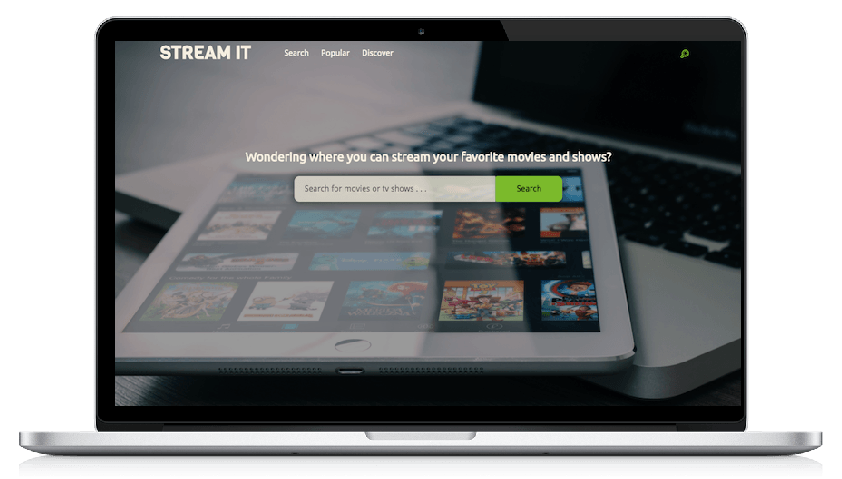 STREAM IT
Search Popular Discover
Wondering where you can stream your favorite movies and shows?
Search for movies or tv shows . . .
Search